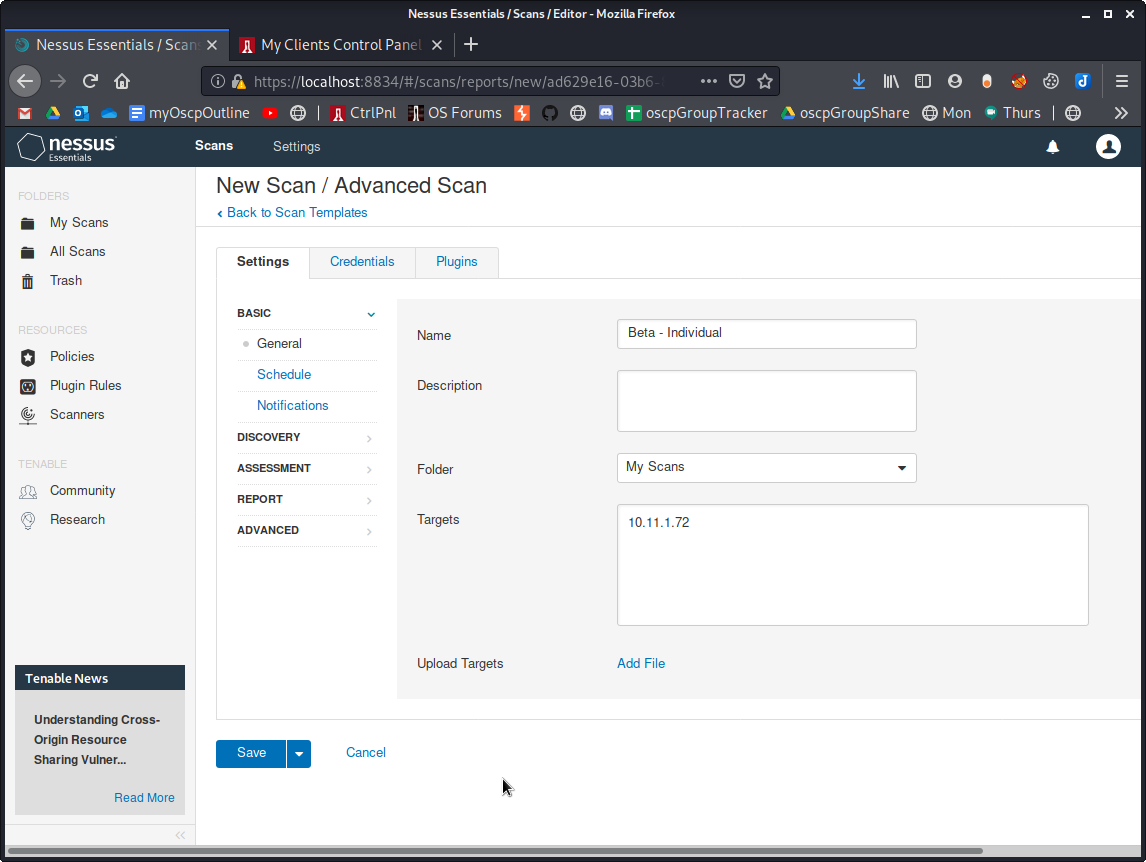 Nessus Essentials / Scans / Editor - Mozilla Firefox
Nessus Essentials / Scans
My Clients Control Panel
https://localhost:8834/#/scans/reports/new/ad629e16-03b6-
myOscpOutline
CtrlPnl
OS Forums
oscpGroupTracker
oscpGroupShare
Mon
Thurs
nessus
Essentials
Scans
Settings
FOLDERS
My Scans
All Scans
Trash
RESOURCES
Policies
Plugin Rules
Scanners
TENABLE
Community
Research
Tenable News
Understanding Cross-
Origin Resource
Sharing Vulner...
Read More
New Scan / Advanced Scan
‹ Back to Scan Templates
Settings
Credentials
Plugins
BASIC
General
Schedule
Notifications
DISCOVERY
ASSESSMENT
REPORT
ADVANCED
Name
Beta - Individual
Description
Folder
My Scans
Targets
10.11.1.72
Upload Targets
Add File
Save
Cancel